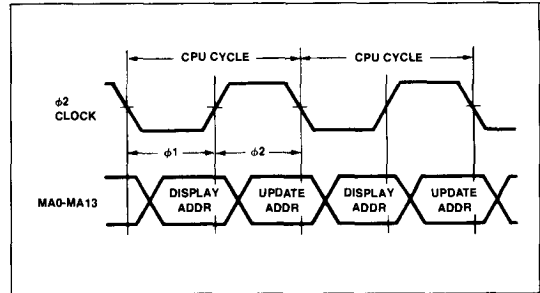 CPU CYCLE CPU CYCLE
ϕ2
CLOCK
ϕ1 ϕ2
MA0-MA13
DISPLAY ADDR
UPDATE ADDR
DISPLAY ADDR
UPDATE ADDR